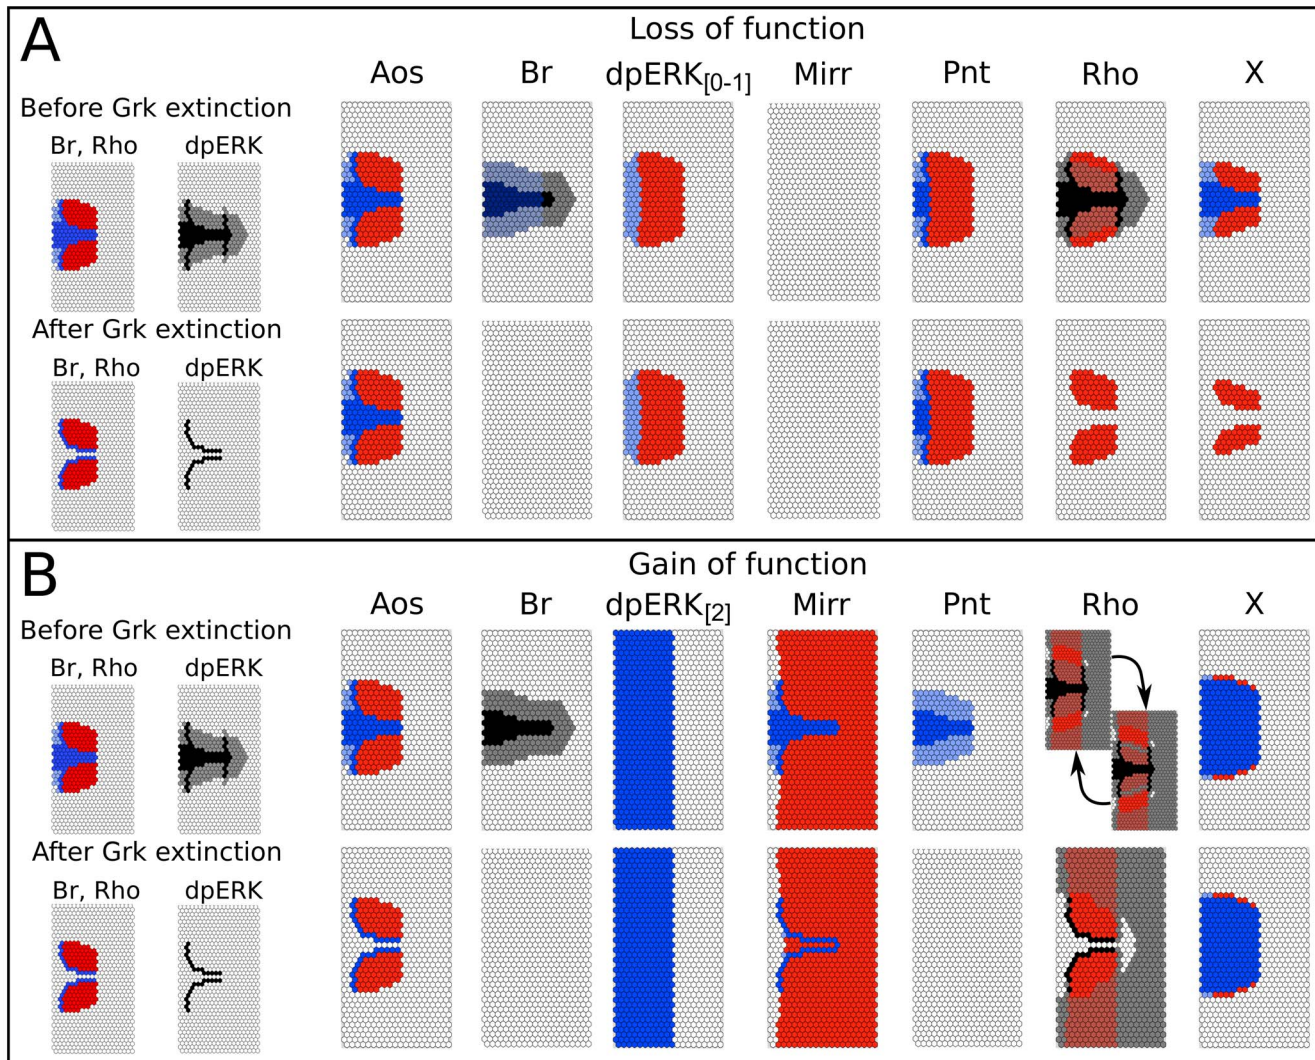 A
Loss of function
Aos Br dpERK[0-1] Mirr Pnt Rho X
Before Grk extinction
Br, Rho dpERK
After Grk extinction
Br, Rho dpERK
B
Gain of function
Aos Br dpERK[2] Mirr Pnt Rho X
Before Grk extinction
Br, Rho dpERK
After Grk extinction
Br, Rho dpERK